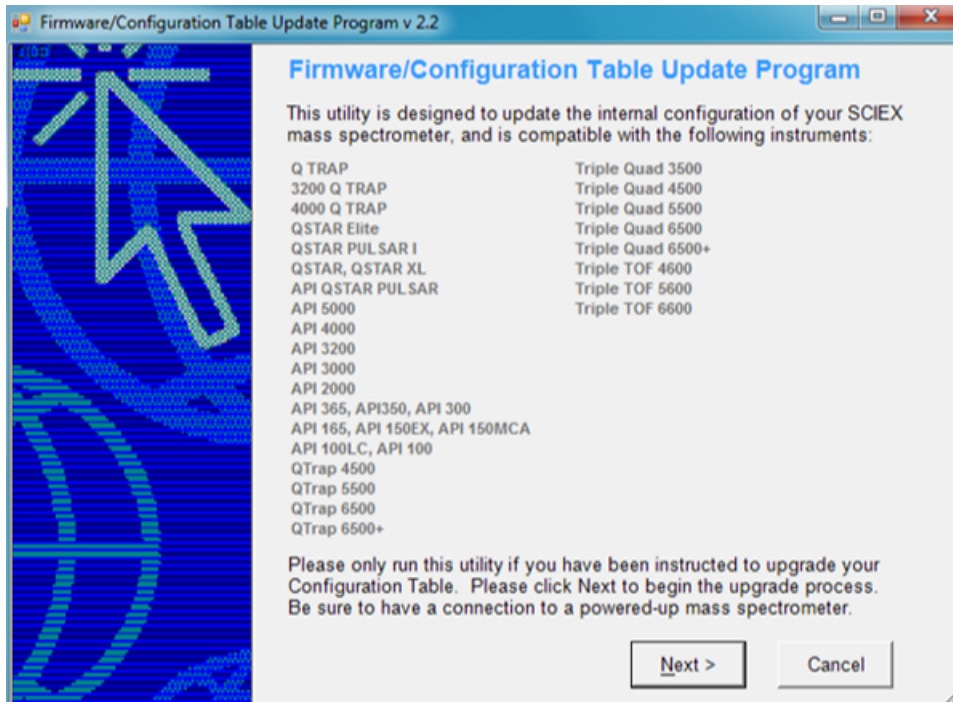 Firmware/Configuration Table Update Program v 2.2
Firmware/Configuration Table Update Program
This utility is designed to update the internal configuration of your SCIEX
mass spectrometer, and is compatible with the following instruments:
Q TRAP
3200 Q TRAP
4000 Q TRAP
QSTAR Elite
QSTAR PULSAR I
QSTAR, QSTAR XL
API QSTAR PULSAR
API 5000
API 4000
API 3200
API 3000
API 2000
API 365, API350, API 300
API 165, API 150EX, API 150MCA
API 100LC, API 100
QTrap 4500
QTrap 5500
QTrap 6500
QTrap 6500+
Triple Quad 3500
Triple Quad 4500
Triple Quad 5500
Triple Quad 6500
Triple Quad 6500+
Triple TOF 4600
Triple TOF 5600
Triple TOF 6600
Please only run this utility if you have been instructed to upgrade your
Configuration Table. Please click Next to begin the upgrade process.
Be sure to have a connection to a powered-up mass spectrometer.
Next >
Cancel